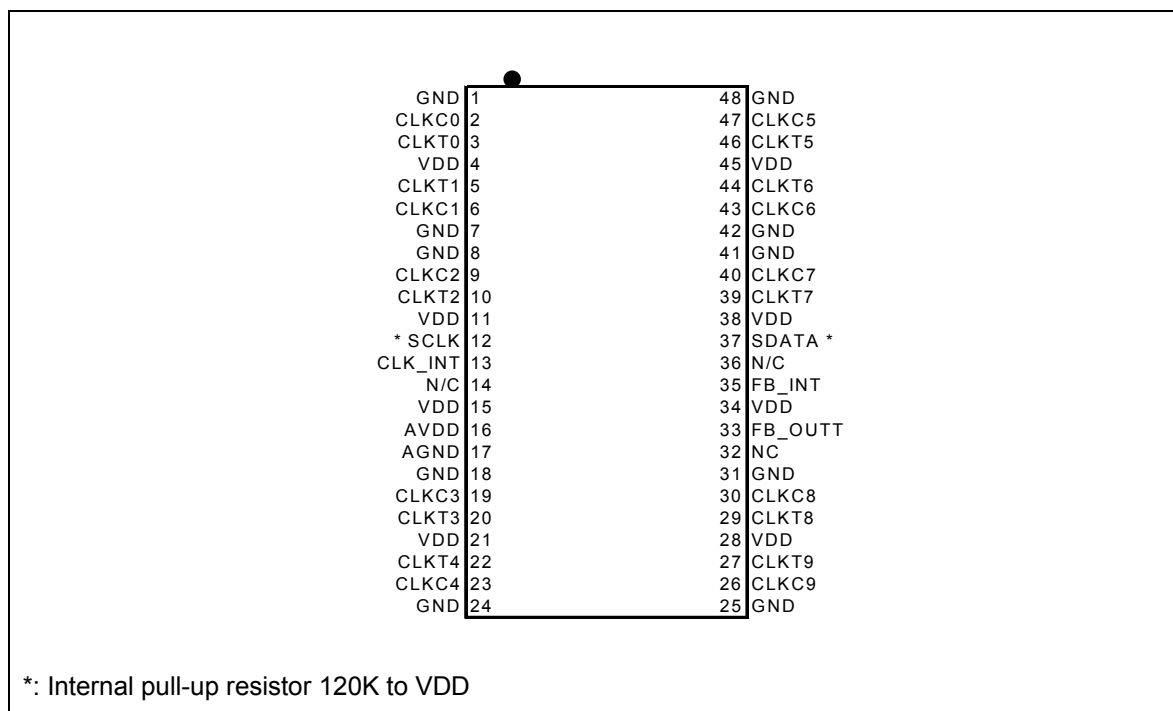 GND 1 48 GND
CLKC0 2 47 CLKC5
CLKT0 3 46 CLKT5
VDD 4 45 VDD
CLKT1 5 44 CLKT6
CLKC1 6 43 CLKC6
GND 7 42 GND
GND 8 41 GND
CLKC2 9 40 CLKC7
CLKT2 10 39 CLKT7
VDD 11 38 VDD
* SCLK 12 37 SDATA *
CLK_INT 13 36 N/C
N/C 14 35 FB_INT
VDD 15 34 VDD
AVDD 16 33 FB_OUTT
AGND 17 32 NC
GND 18 31 GND
CLKC3 19 30 CLKC8
CLKT3 20 29 CLKT8
VDD 21 28 VDD
CLKT4 22 27 CLKT9
CLKC4 23 26 CLKC9
GND 24 25 GND
*: Internal pull-up resistor 120K to VDD